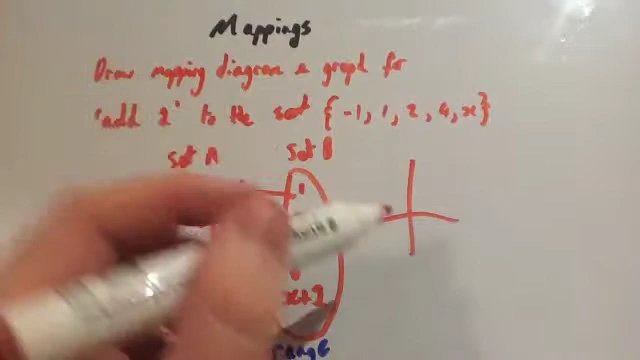 Mappings
Draw mapping diagram & graph for
'add 2' to the set {-1, 1, 2, 4, x}
set A set B
1
x+2
range